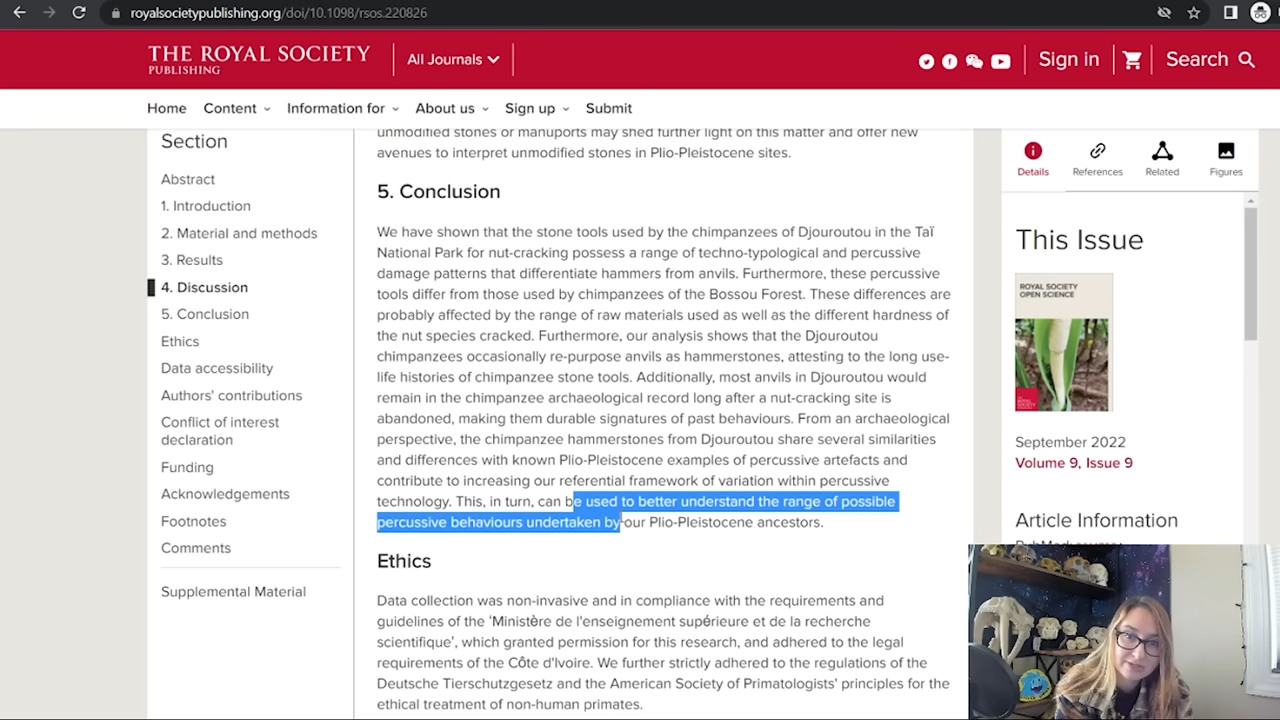 royalsocietypublishing.org/doi/10.1098/rsos.220826
THE ROYAL SOCIETY
PUBLISHING
All Journals
Sign in
Search
Home
Content
Information for
About us
Sign up
Submit
Section
Abstract
1. Introduction
2. Material and methods
3. Results
4. Discussion
5. Conclusion
Ethics
Data accessibility
Authors' contributions
Conflict of interest
declaration
Funding
Acknowledgements
Footnotes
Comments
Supplemental Material
unmodified stones or manuports may shed further light on this matter and offer new
avenues to interpret unmodified stones in Plio-Pleistocene sites.
5. Conclusion
We have shown that the stone tools used by the chimpanzees of Djouroutou in the Taï
National Park for nut-cracking possess a range of techno-typological and percussive
damage patterns that differentiate hammers from anvils. Furthermore, these percussive
tools differ from those used by chimpanzees of the Bossou Forest. These differences are
probably affected by the range of raw materials used as well as the different hardness of
the nut species cracked. Furthermore, our analysis shows that the Djouroutou
chimpanzees occasionally re-purpose anvils as hammerstones, attesting to the long use-
life histories of chimpanzee stone tools. Additionally, most anvils in Djouroutou would
remain in the chimpanzee archaeological record long after a nut-cracking site is
abandoned, making them durable signatures of past behaviours. From an archaeological
perspective, the chimpanzee hammerstones from Djouroutou share several similarities
and differences with known Plio-Pleistocene examples of percussive artefacts and
contribute to increasing our referential framework of variation within percussive
technology. This, in turn, can be used to better understand the range of possible
percussive behaviours undertaken by our Plio-Pleistocene ancestors.
Ethics
Data collection was non-invasive and in compliance with the requirements and
guidelines of the 'Ministère de l'enseignement supérieure et de la recherche
scientifique', which granted permission for this research, and adhered to the legal
requirements of the Côte d'Ivoire. We further strictly adhered to the regulations of the
Deutsche Tierschutzgesetz and the American Society of Primatologists' principles for the
ethical treatment of non-human primates.
Details
References
Related
Figures
This Issue
ROYAL SOCIETY
OPEN SCIENCE
September 2022
Volume 9, Issue 9
Article Information